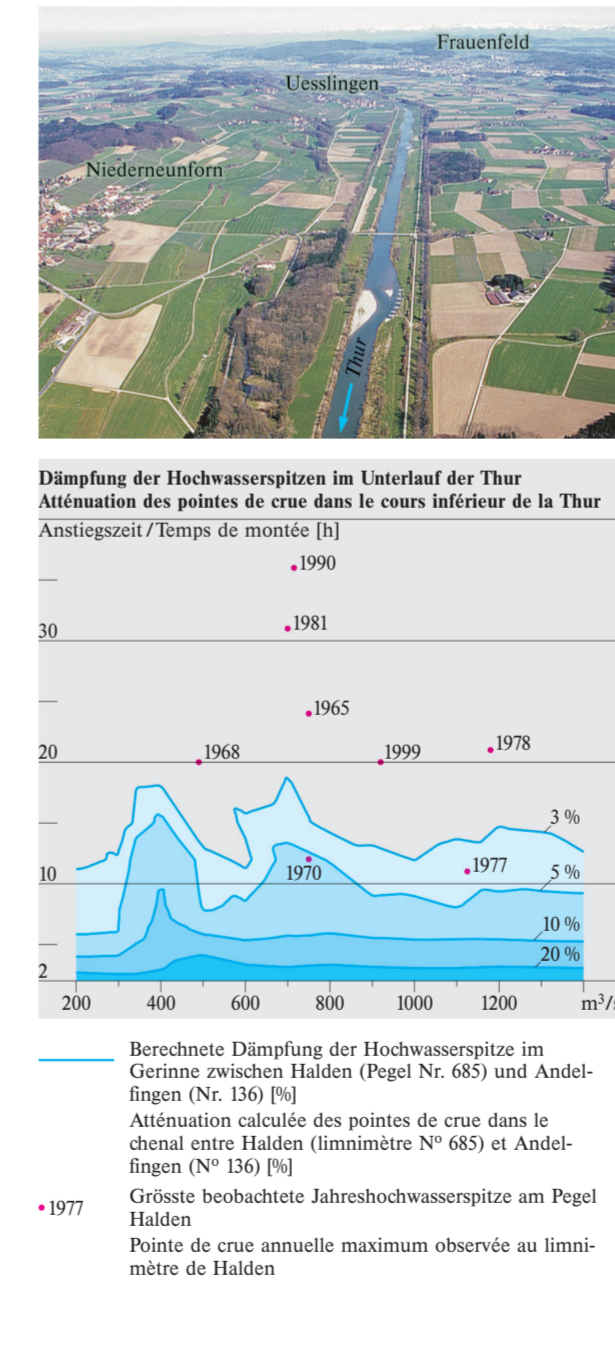 Frauenfeld
Uesslingen
Niederneunforn
Thur
Dämpfung der Hochwasserspitzen im Unterlauf der Thur
Atténuation des pointes de crue dans le cours inférieur de la Thur
Anstiegszeit / Temps de montée [h]
1990
30
1981
1965
20
1968
1999
1978
3 %
10
1970
1977
5 %
10 %
20 %
2
200 400 600 800 1000 1200 m³/s
Berechnete Dämpfung der Hochwasserspitze im
Gerinne zwischen Halden (Pegel Nr. 685) und Andel-
fingen (Nr. 136) [%]
Atténuation calculée des pointes de crue dans le
chenal entre Halden (limnimètre Nº 685) et Andel-
fingen (Nº 136) [%]
1977
Grösste beobachtete Jahreshochwasserspitze am Pegel
Halden
Pointe de crue annuelle maximum observée au limni-
mètre de Halden